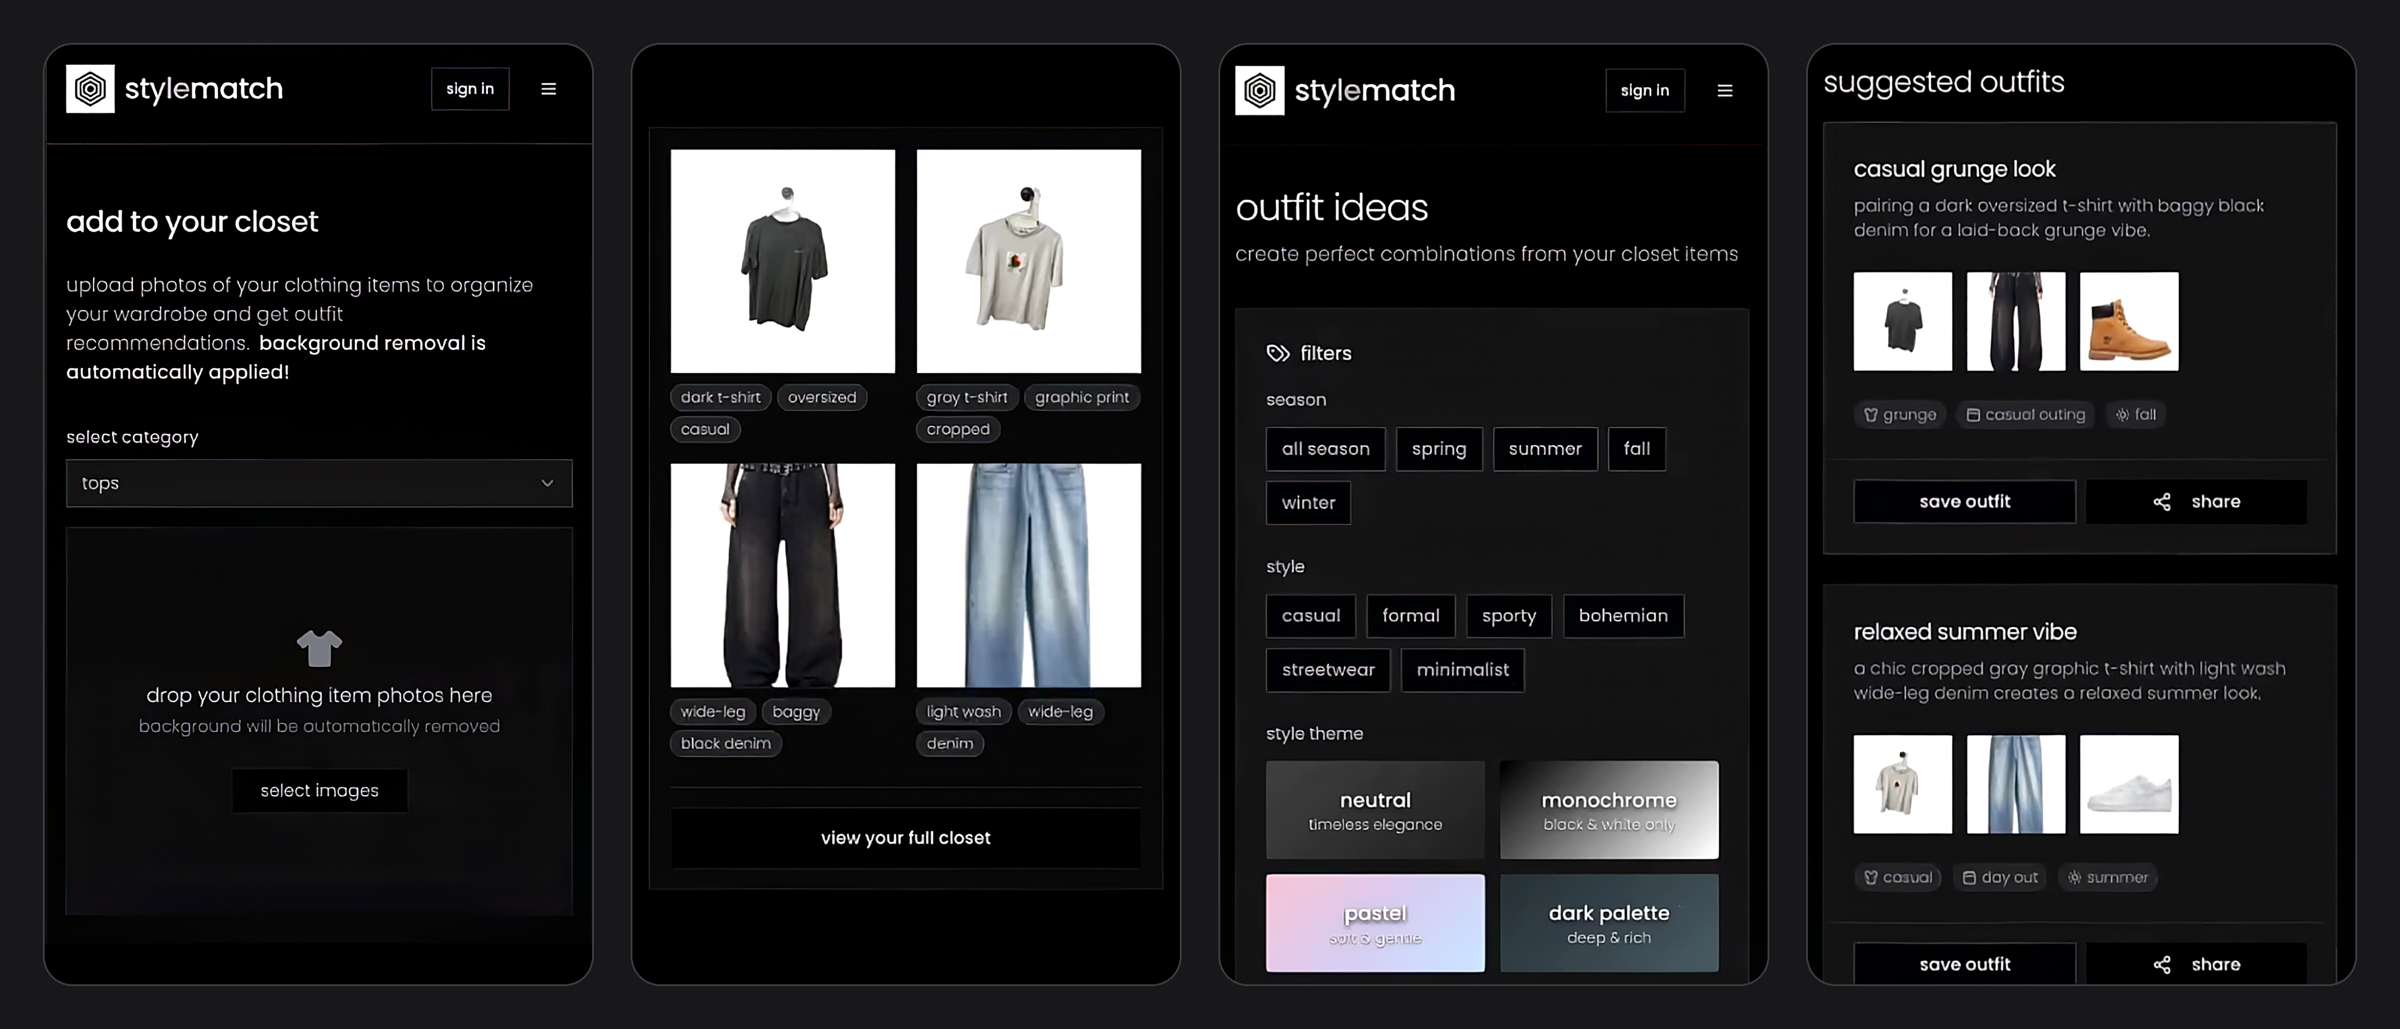 stylematch
sign in
add to your closet
upload photos of your clothing items to organize
your wardrobe and get outfit
recommendations. background removal is
automatically applied!
select category
tops
drop your clothing item photos here
background will be automatically removed
select images
dark t-shirt
oversized
casual
gray t-shirt
graphic print
cropped
wide-leg
baggy
black denim
light wash
wide-leg
denim
view your full closet
stylematch
sign in
outfit ideas
create perfect combinations from your closet items
filters
season
all season
spring
summer
fall
winter
style
casual
formal
sporty
bohemian
streetwear
minimalist
style theme
neutral
timeless elegance
monochrome
black & white only
pastel
soft & gentle
dark palette
deep & rich
suggested outfits
casual grunge look
pairing a dark oversized t-shirt with baggy black
denim for a laid-back grunge vibe.
grunge
casual outing
fall
save outfit
share
relaxed summer vibe
a chic cropped gray graphic t-shirt with light wash
wide-leg denim creates a relaxed summer look.
casual
day out
summer
save outfit
share